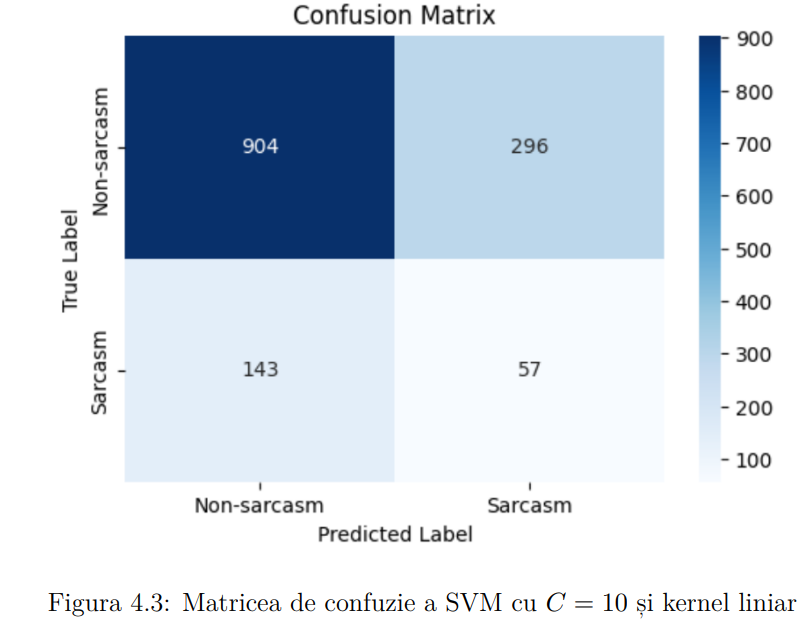 Confusion Matrix
Non-sarcasm
904
296
Sarcasm
143
57
True Label
Non-sarcasm
Sarcasm
Predicted Label
900
800
700
600
500
400
300
200
100
Figura 4.3: Matricea de confuzie a SVM cu C = 10 și kernel liniar